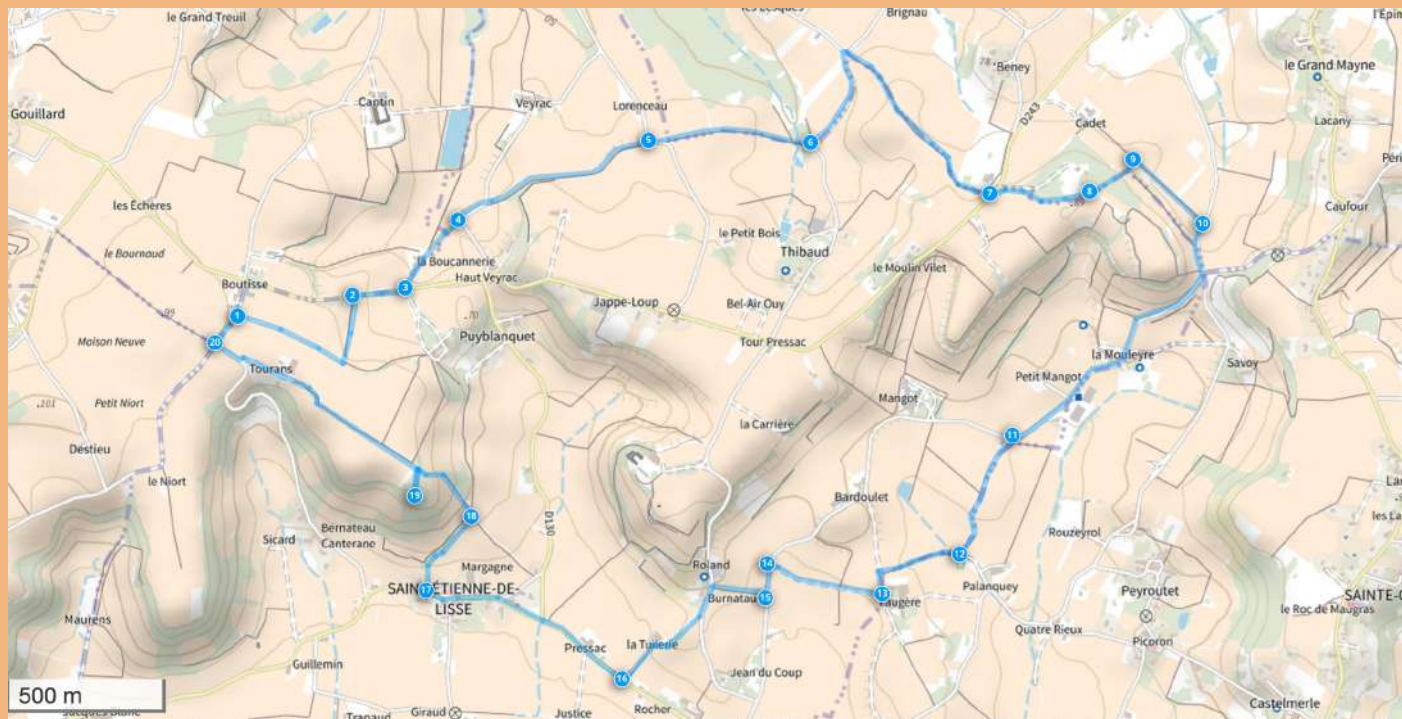 le Grand Treuil
50
les Lesques
Brignau
l'Épin
le Grand Mayne
78
Beney
Veyrac
Lorenceau
Cantin
D243
Cadet
Lacany
Gouillard
5
6
9
Péri
8
7
les Échères
4
10
Caufour
le Petit Bois
le Bournaud
la Boucannerie
Thibaud
Boutisse
Haut Veyrac
le Moulin Vilet
2
3
Jappe-Loup
Bel-Air Ouy
99
1
70
Puyblanquet
Maison Neuve
20
Tour Pressac
la Mouleyre
Savoy
Tourans
Petit Mangot
.101
Petit Niort
Mangot
la Carrière
Destieu
11
le Niort
19
Bardoulet
18
D130
Bernateau
Canterane
Sicard
Rouzeyrol
12
Margagne
Roland
14
Palanquey
Peyroutet
17
SAINT-ÉTIENNE-DE-
LISSE
Burnatau
15
13
Faugère
SAINTE-C
le Roc de Maugras
Maurens
Quatre Rieux
Picoron
8
Pressac
la Tuilerie
Guillemin
Jean du Coup
16
500 m
Giraud
Justice
Rocher
Castelmerle